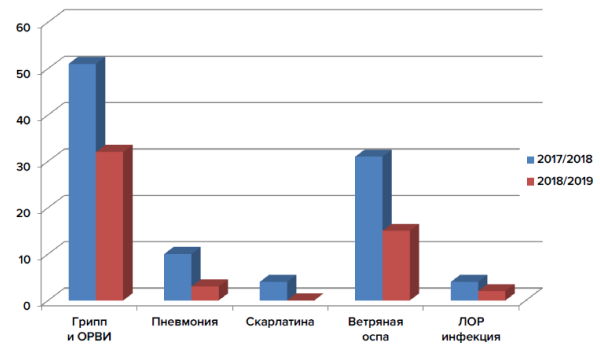 60
50
40
30
20
10
0
Грипп
и ОРВИ
Пневмония
Скарлатина
Ветряная
оспа
ЛОР
инфекция
2017/2018
2018/2019